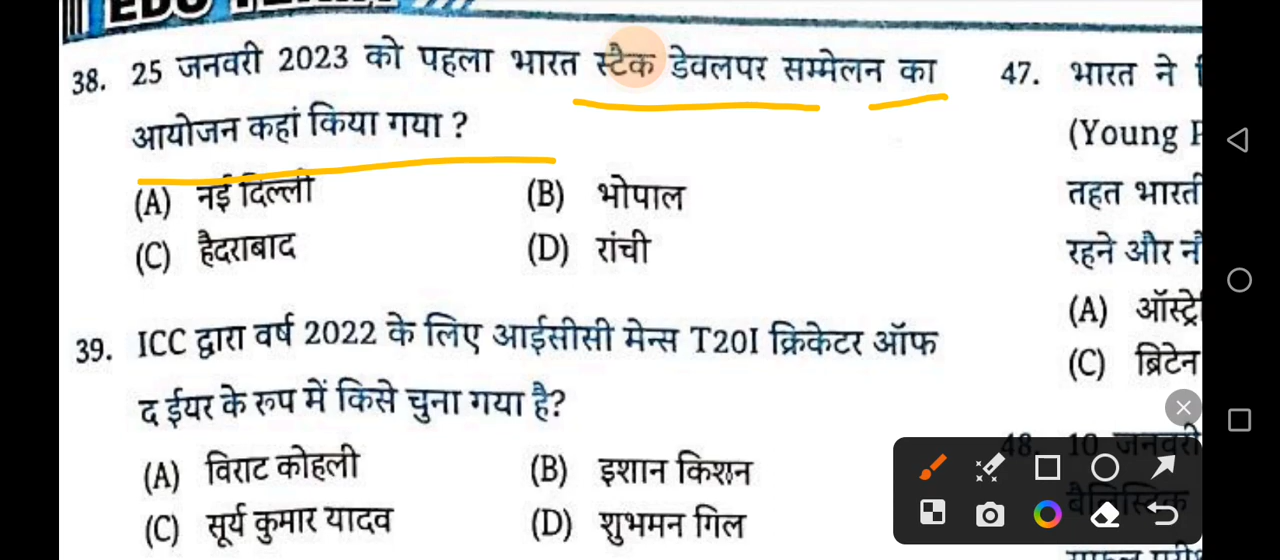 38. 25 जनवरी 2023 को पहला भारत स्टैक डेवलपर सम्मेलन का
आयोजन कहां किया गया ?
(A) नई दिल्ली (B) भोपाल
(C) हैदराबाद (D) रांची
39. ICC द्वारा वर्ष 2022 के लिए आईसीसी मेन्स T20I क्रिकेटर ऑफ
द ईयर के रूप में किसे चुना गया है?
(A) विराट कोहली (B) इशान किशन
(C) सूर्य कुमार यादव (D) शुभमन गिल
47. भारत ने
(Young
तहत
रहने और
(A)
(C) ब्रिटेन
48. 10 जनवरी